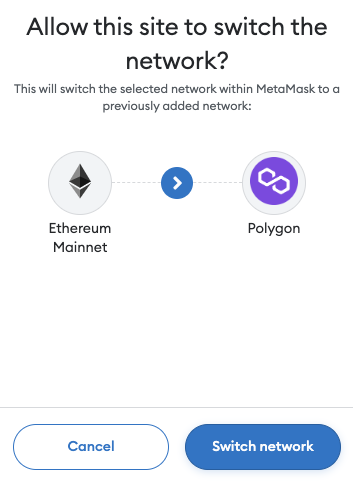 Allow this site to switch the
network?
This will switch the selected network within MetaMask to a
previously added network:
Ethereum
Mainnet
Polygon
Cancel
Switch network